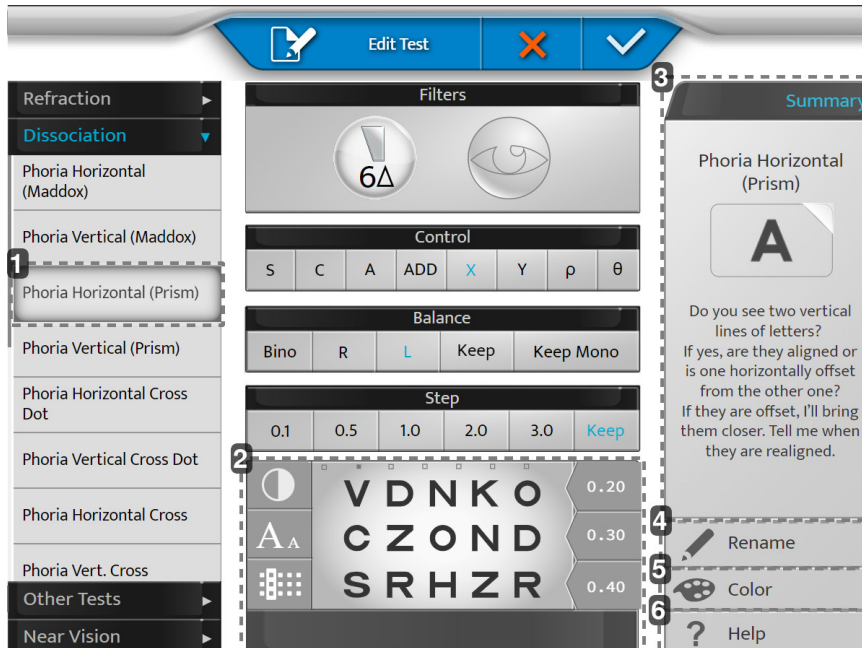 Edit Test
Refraction
Dissociation
Phoria Horizontal
(Maddox)
Phoria Vertical (Maddox)
1
Phoria Horizontal (Prism)
Phoria Vertical (Prism)
Phoria Horizontal Cross
Dot
Phoria Vertical Cross Dot
Phoria Horizontal Cross
Phoria Vert. Cross
Other Tests
Near Vision
Filters
6Δ
Control
S C A ADD X Y ρ θ
Balance
Bino R L Keep Keep Mono
Step
0.1 0.5 1.0 2.0 3.0 Keep
2
A A
V D N K O 0.20
C Z O N D 0.30
S R H Z R 0.40
3
Summary
Phoria Horizontal
(Prism)
A
Do you see two vertical
lines of letters?
If yes, are they aligned or
is one horizontally offset
from the other one?
If they are offset, I'll bring
them closer. Tell me when
they are realigned.
4
Rename
5
Color
6
? Help